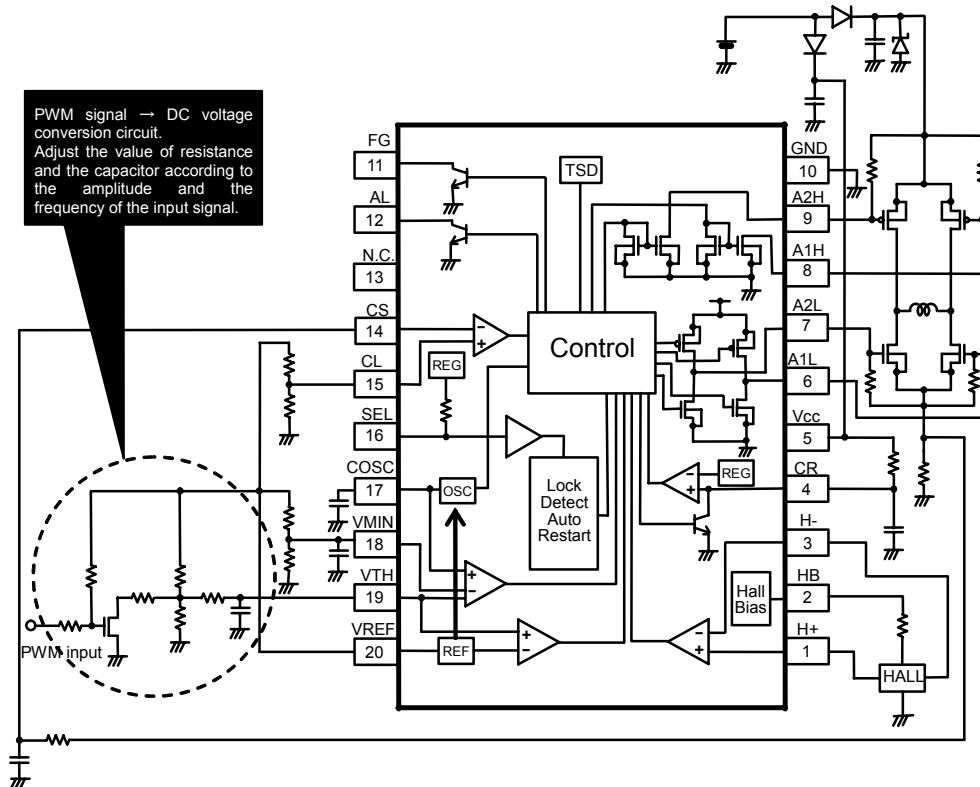 PWM signal → DC voltage
conversion circuit.
Adjust the value of resistance
and the capacitor according to
the amplitude and the
frequency of the input signal.
FG
11
AL
12
N.C.
13
CS
14
CL
15
SEL
16
COSC
17
VMIN
18
VTH
19
VREF
20
PWM input
TSD
Control
REG
OSC
Lock
Detect
Auto
Restart
REF
REG
Hall
Bias
GND
10
A2H
9
A1H
8
A2L
7
A1L
6
Vcc
5
CR
4
H-
3
HB
2
H+
1
HALL